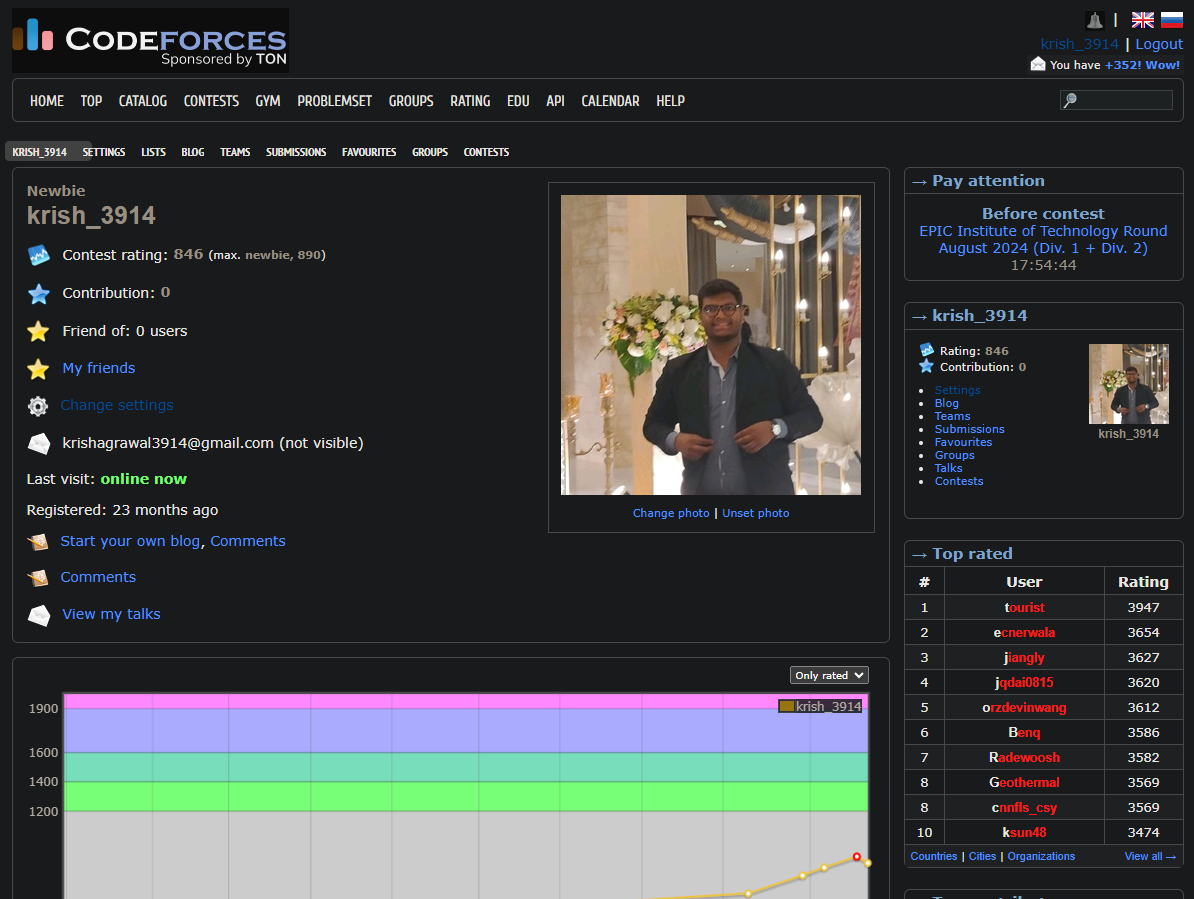 CODEFORCES
Sponsored by TON
|
krish_3914 | Logout
You have +352! Wow!
HOME TOP CATALOG CONTESTS GYM PROBLEMSET GROUPS RATING EDU API CALENDAR HELP
KRISH_3914 SETTINGS LISTS BLOG TEAMS SUBMISSIONS FAVOURITES GROUPS CONTESTS
Newbie
krish_3914
Contest rating: 846 (max. newbie, 890)
Contribution: 0
Friend of: 0 users
My friends
Change settings
krishagrawal3914@gmail.com (not visible)
Last visit: online now
Registered: 23 months ago
Start your own blog, Comments
Comments
View my talks
Change photo | Unset photo
Only rated
krish_3914
1900
1600
1400
1200
→ Pay attention
Before contest
EPIC Institute of Technology Round
August 2024 (Div. 1 + Div. 2)
17:54:44
→ krish_3914
Rating: 846
Contribution: 0
Settings
Blog
Teams
Submissions
Favourites
Groups
Talks
Contests
krish_3914
→ Top rated
# User Rating
1 tourist 3947
2 ecnerwala 3654
3 jiangly 3627
4 jqdai0815 3620
5 orzdevinwang 3612
6 Benq 3586
7 Radewoosh 3582
8 Geothermal 3569
8 cnnfls_csy 3569
10 ksun48 3474
Countries | Cities | Organizations View all →